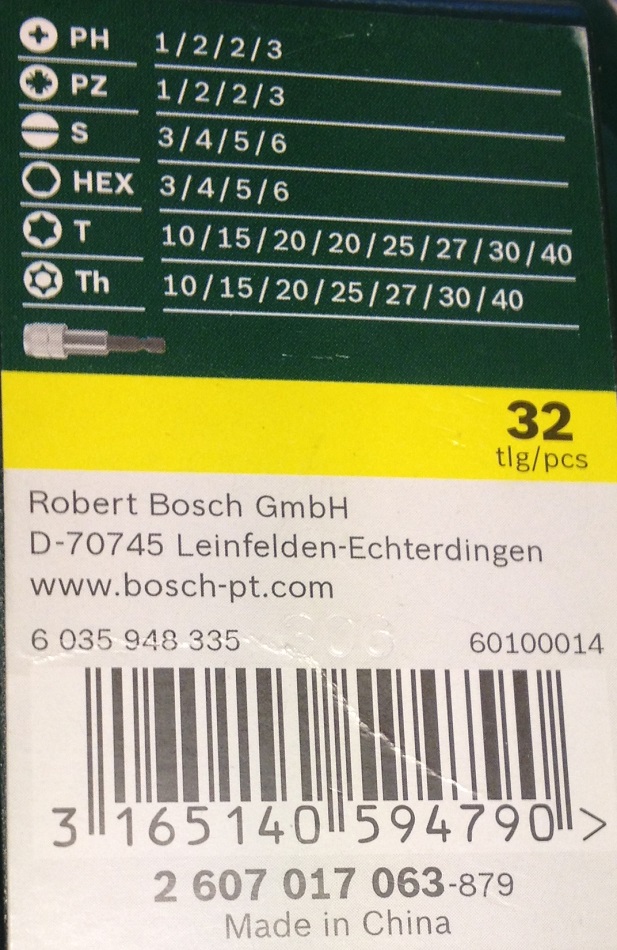 PH 1/2/2/3
PZ 1/2/2/3
S 3/4/5/6
HEX 3/4/5/6
T 10/15/20/20/25/27/30/40
Th 10/15/20/25/27/30/40
32
tlg/pcs
Robert Bosch GmbH
D-70745 Leinfelden-Echterdingen
www.bosch-pt.com
6 035 948 335 60100014
3 165140 594790 >
2 607 017 063-879
Made in China